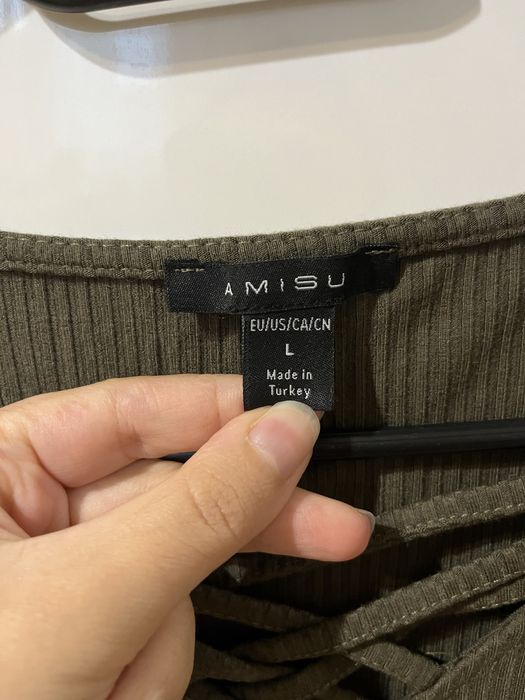 AMISU
EU/US/CA/CN
L
Made in
Turkey